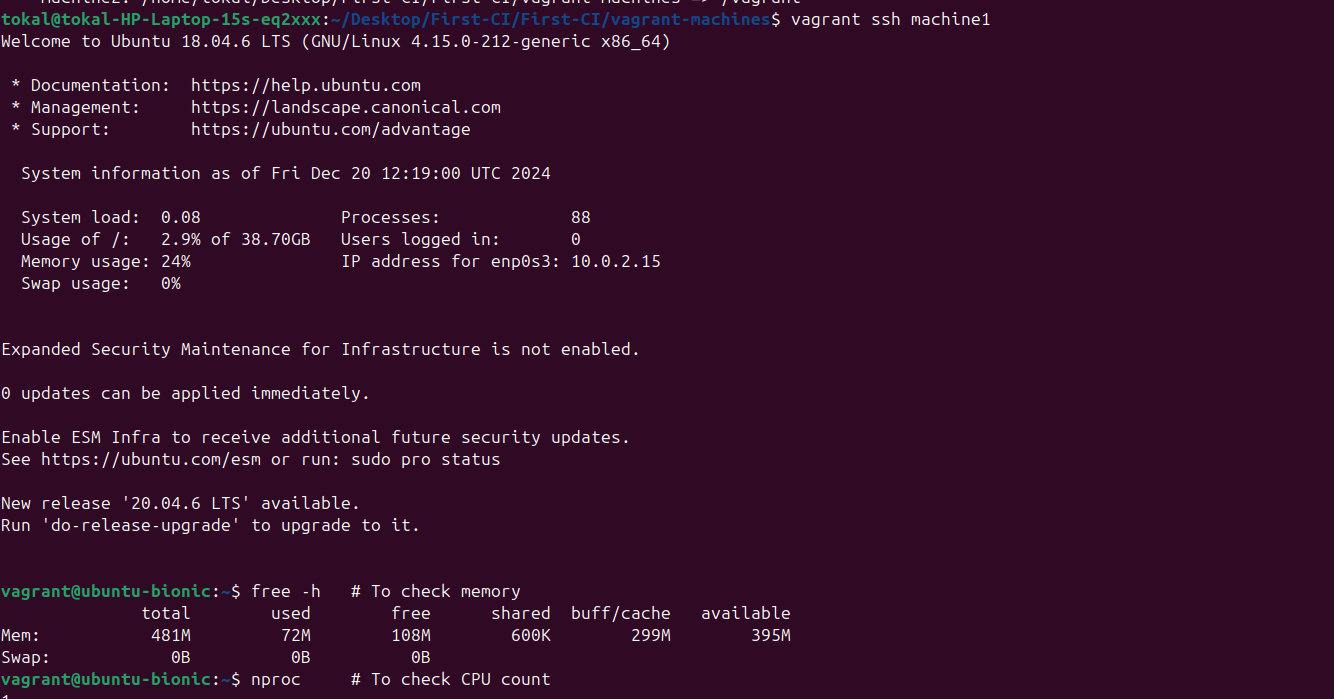 Machine2: /home/tokal/Desktop/First-CI/First-CI/vagrant-machines => /vagrant
tokal@tokal-HP-Laptop-15s-eq2xxx:~/Desktop/First-CI/First-CI/vagrant-machines$ vagrant ssh machine1
Welcome to Ubuntu 18.04.6 LTS (GNU/Linux 4.15.0-212-generic x86_64)
* Documentation:  https://help.ubuntu.com
* Management:     https://landscape.canonical.com
* Support:        https://ubuntu.com/advantage
System information as of Fri Dec 20 12:19:00 UTC 2024
System load:  0.08              Processes:             88
Usage of /:   2.9% of 38.70GB   Users logged in:       0
Memory usage: 24%               IP address for enp0s3: 10.0.2.15
Swap usage:   0%
Expanded Security Maintenance for Infrastructure is not enabled.
0 updates can be applied immediately.
Enable ESM Infra to receive additional future security updates.
See https://ubuntu.com/esm or run: sudo pro status
New release '20.04.6 LTS' available.
Run 'do-release-upgrade' to upgrade to it.
vagrant@ubuntu-bionic:~$ free -h   # To check memory
              total        used        free      shared  buff/cache   available
Mem:           481M         72M        108M        600K        299M        395M
Swap:            0B          0B          0B
vagrant@ubuntu-bionic:~$ nproc     # To check CPU count